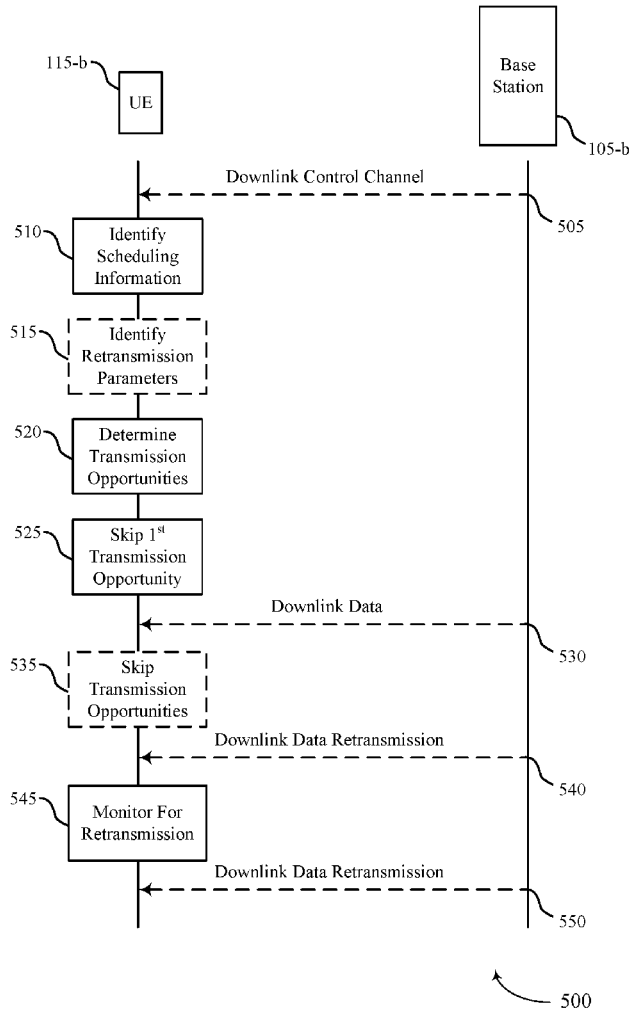 115-b
UE
Base
Station
105-b
Downlink Control Channel
505
510
Identify
Scheduling
Information
515
Identify
Retransmission
Parameters
520
Determine
Transmission
Opportunities
525
Skip 1st
Transmission
Opportunity
Downlink Data
530
535
Skip
Transmission
Opportunities
Downlink Data Retransmission
540
545
Monitor For
Retransmission
Downlink Data Retransmission
550
500